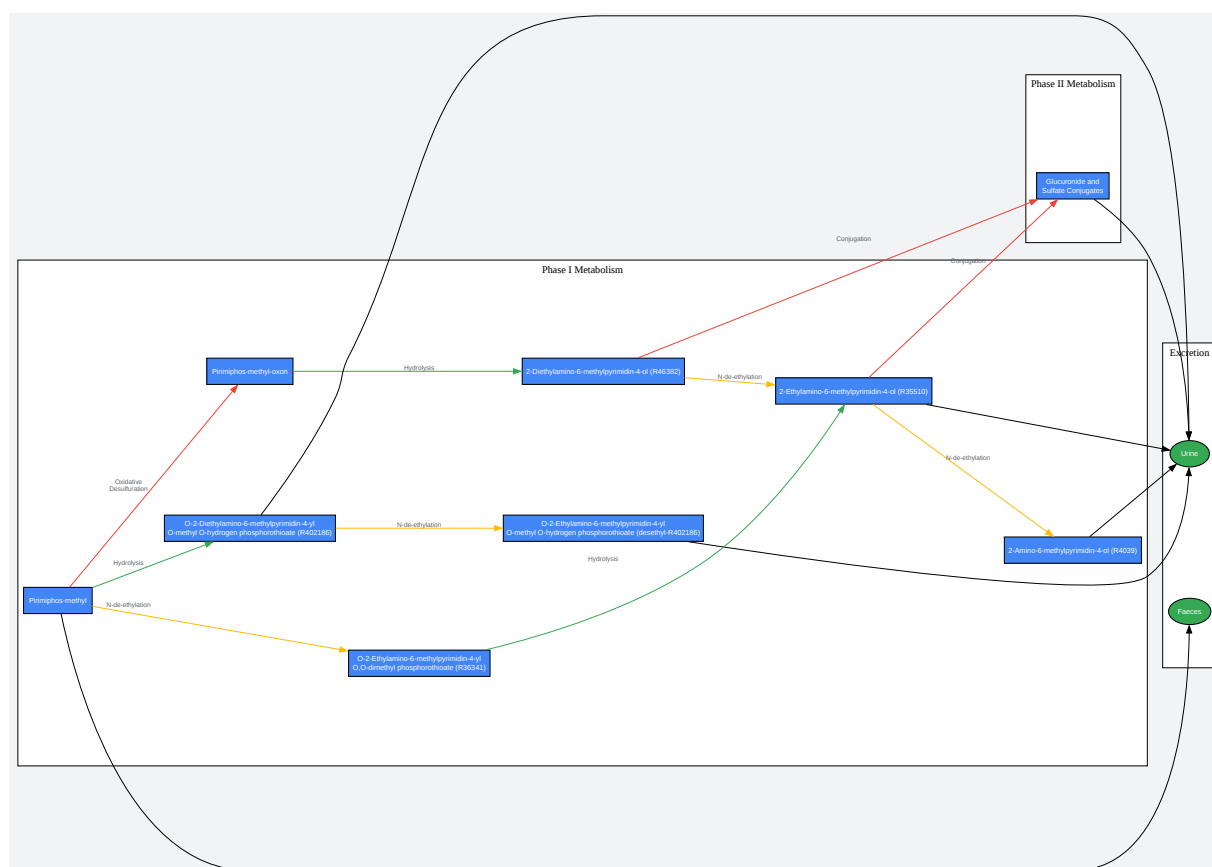 Phase II Metabolism
Glucuronide and
Sulfate Conjugates
Conjugation
Conjugation
Phase I Metabolism
Excretion
Pirimiphos-methyl-oxon
Hydrolysis
2-Diethylamino-6-methylpyrimidin-4-ol (R46382)
N-de-ethylation
2-Ethylamino-6-methylpyrimidin-4-ol (R35510)
Urine
N-de-ethylation
Oxidative
Desulfuration
O-2-Diethylamino-6-methylpyrimidin-4-yl
O-methyl O-hydrogen phosphorothioate (R402186)
N-de-ethylation
O-2-Ethylamino-6-methylpyrimidin-4-yl
O-methyl O-hydrogen phosphorothioate (desethyl-R402186)
2-Amino-6-methylpyrimidin-4-ol (R4039)
Hydrolysis
Hydrolysis
Pirimiphos-methyl
N-de-ethylation
Faeces
O-2-Ethylamino-6-methylpyrimidin-4-yl
O,O-dimethyl phosphorothioate (R36341)